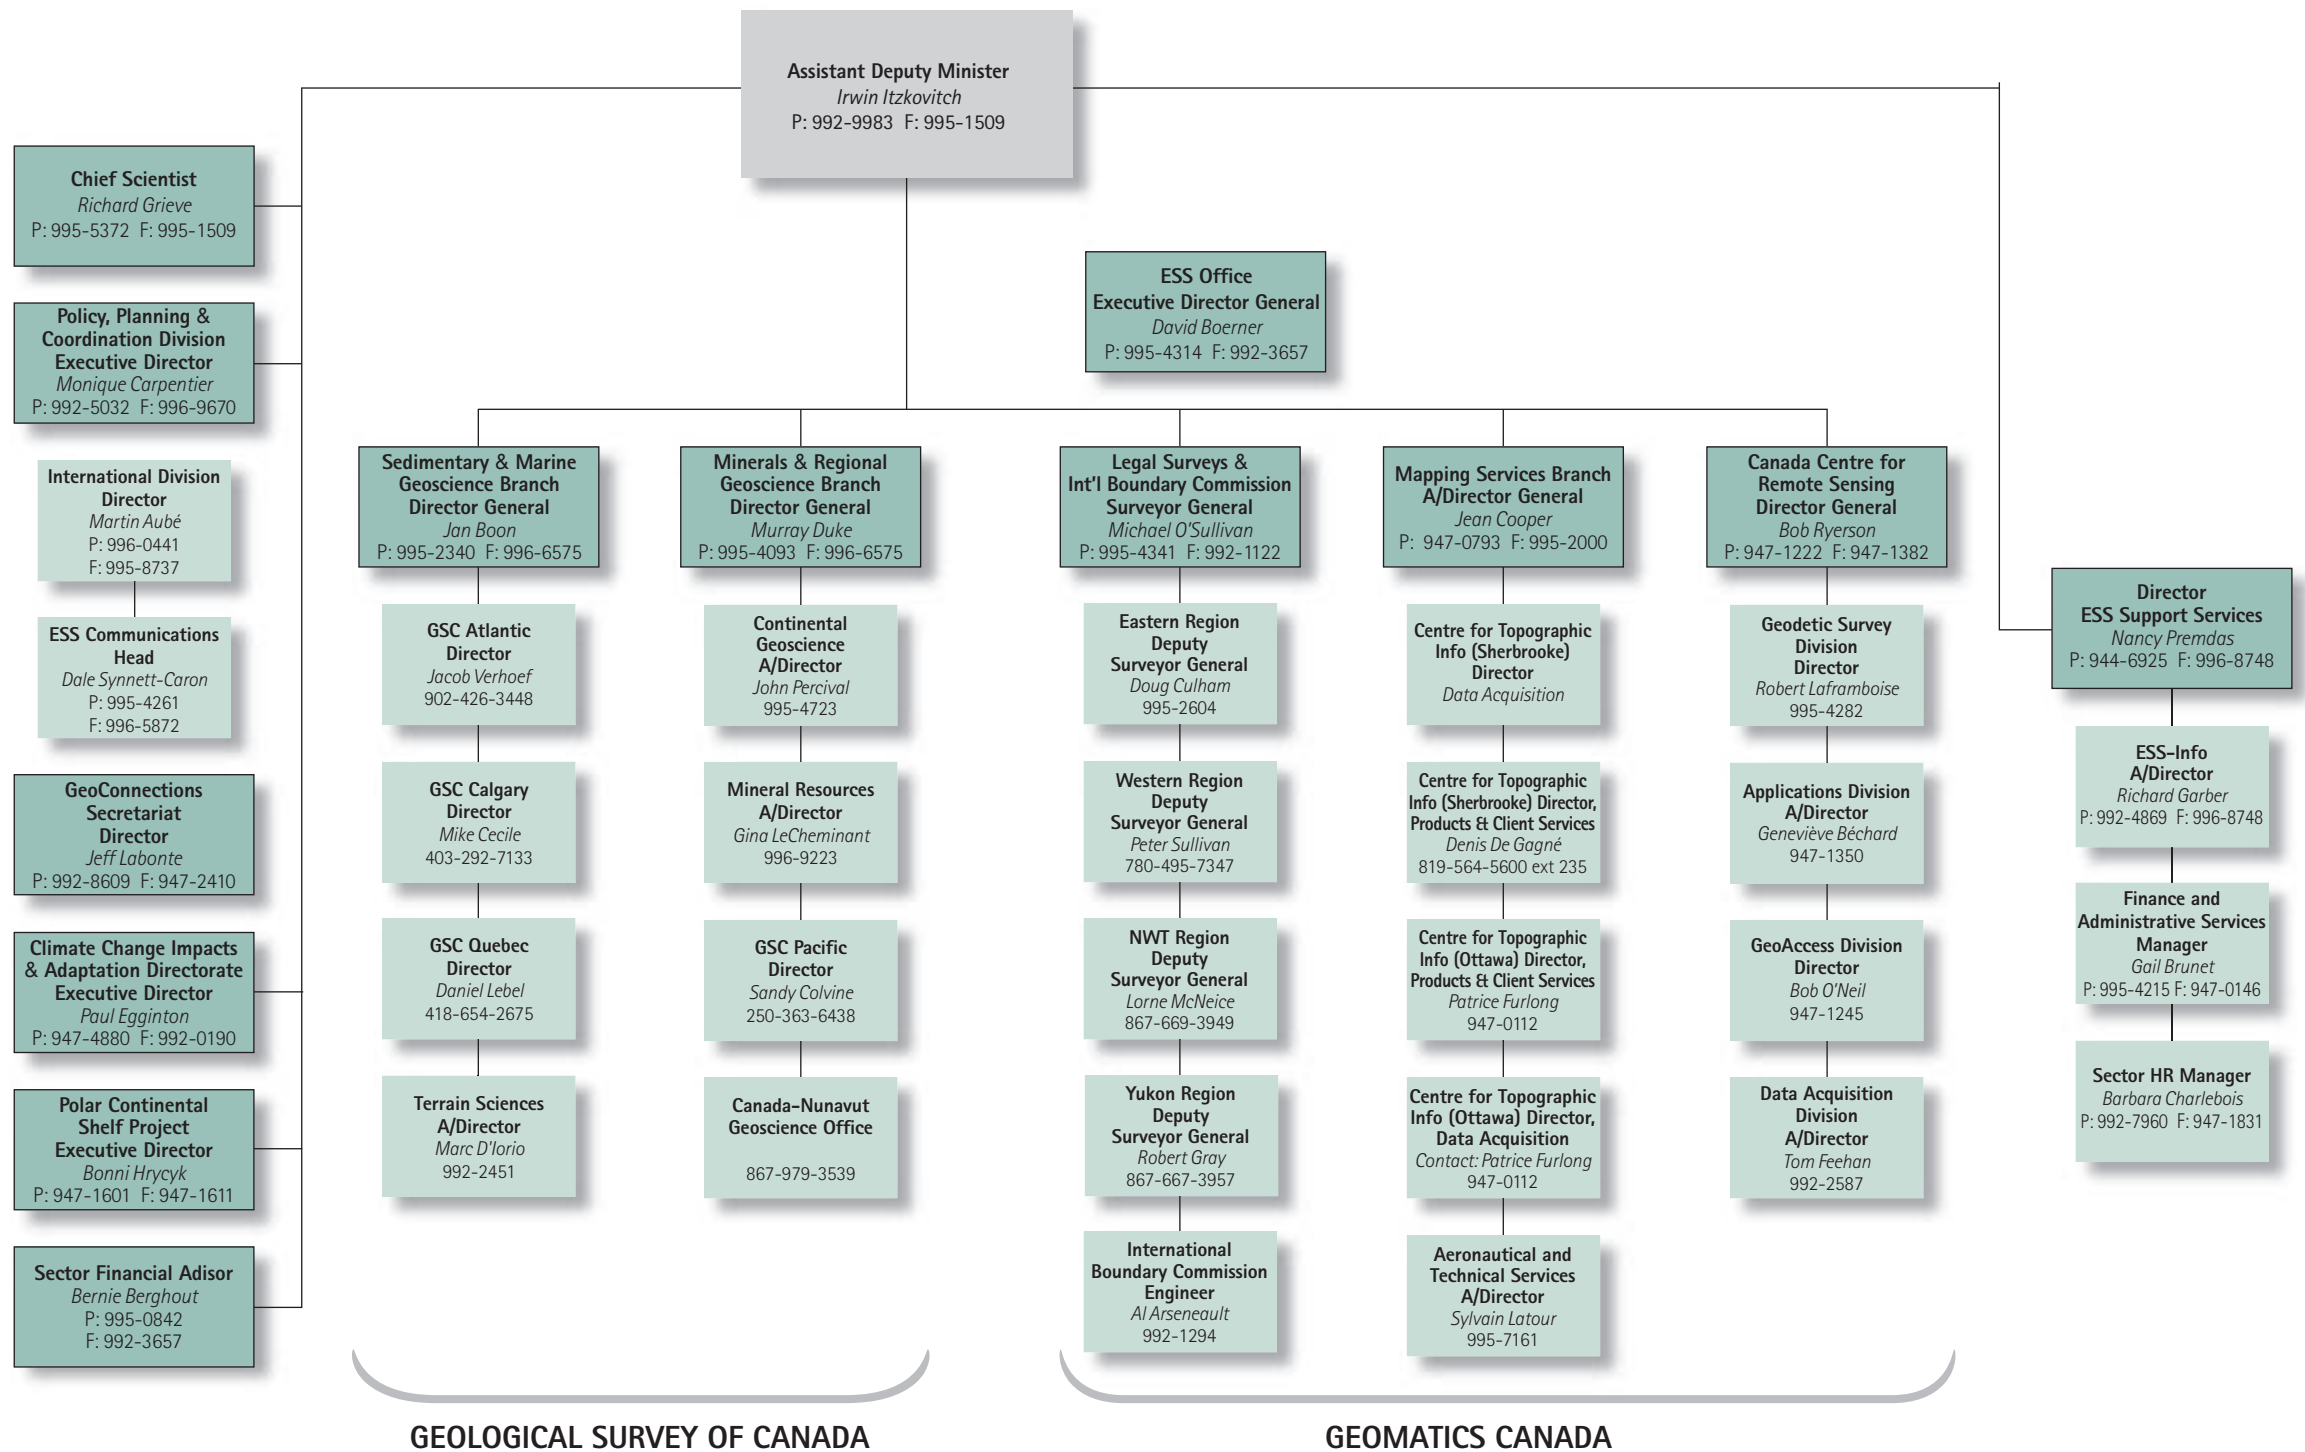 Assistant Deputy Minister
Irwin Itzkovitch
P: 992-9983 F: 995-1509
Chief Scientist
Richard Grieve
P: 995-5372 F: 995-1509
Policy, Planning &
Coordination Division
Executive Director
Monique Carpentier
P: 992-5032 F: 996-9670
International Division
Director
Martin Aubé
P: 996-0441
F: 995-8737
ESS Communications
Head
Dale Synnett-Caron
P: 995-4261
F: 996-5872
GeoConnections
Secretariat
Director
Jeff Labonte
P: 992-8609 F: 947-2410
Climate Change Impacts
& Adaptation Directorate
Executive Director
Paul Egginton
P: 947-4880 F: 992-0190
Polar Continental
Shelf Project
Executive Director
Bonni Hrycyk
P: 947-1601 F: 947-1611
Sector Financial Adisor
Bernie Berghout
P: 995-0842
F: 992-3657
ESS Office
Executive Director General
David Boerner
P: 995-4314 F: 992-3657
Sedimentary & Marine
Geoscience Branch
Director General
Jan Boon
P: 995-2340 F: 996-6575
GSC Atlantic
Director
Jacob Verhoef
902-426-3448
GSC Calgary
Director
Mike Cecile
403-292-7133
GSC Quebec
Director
Daniel Lebel
418-654-2675
Terrain Sciences
A/Director
Marc D'Iorio
992-2451
Minerals & Regional
Geoscience Branch
Director General
Murray Duke
P: 995-4093 F: 996-6575
Continental
Geoscience
A/Director
John Percival
995-4723
Mineral Resources
A/Director
Gina LeCheminant
996-9223
GSC Pacific
Director
Sandy Colvine
250-363-6438
Canada-Nunavut
Geoscience Office
867-979-3539
Legal Surveys &
Int'l Boundary Commission
Surveyor General
Michael O'Sullivan
P: 995-4341 F: 992-1122
Eastern Region
Deputy
Surveyor General
Doug Culham
995-2604
Western Region
Deputy
Surveyor General
Peter Sullivan
780-495-7347
NWT Region
Deputy
Surveyor General
Lorne McNeice
867-669-3949
Yukon Region
Deputy
Surveyor General
Robert Gray
867-667-3957
International
Boundary Commission
Engineer
Al Arseneault
992-1294
Mapping Services Branch
A/Director General
Jean Cooper
P: 947-0793 F: 995-2000
Centre for Topographic
Info (Sherbrooke)
Director
Data Acquisition
Centre for Topographic
Info (Sherbrooke) Director,
Products & Client Services
Denis De Gagné
819-564-5600 ext 235
Centre for Topographic
Info (Ottawa) Director,
Products & Client Services
Patrice Furlong
947-0112
Centre for Topographic
Info (Ottawa) Director,
Data Acquisition
Contact: Patrice Furlong
947-0112
Aeronautical and
Technical Services
A/Director
Sylvain Latour
995-7161
Canada Centre for
Remote Sensing
Director General
Bob Ryerson
P: 947-1222 F: 947-1382
Geodetic Survey
Division
Director
Robert Laframboise
995-4282
Applications Division
A/Director
Geneviève Béchard
947-1350
GeoAccess Division
Director
Bob O'Neil
947-1245
Data Acquisition
Division
A/Director
Tom Feehan
992-2587
Director
ESS Support Services
Nancy Premdas
P: 944-6925 F: 996-8748
ESS-Info
A/Director
Richard Garber
P: 992-4869 F: 996-8748
Finance and
Administrative Services
Manager
Gail Brunet
P: 995-4215 F: 947-0146
Sector HR Manager
Barbara Charlebois
P: 992-7960 F: 947-1831
GEOLOGICAL SURVEY OF CANADA
GEOMATICS CANADA